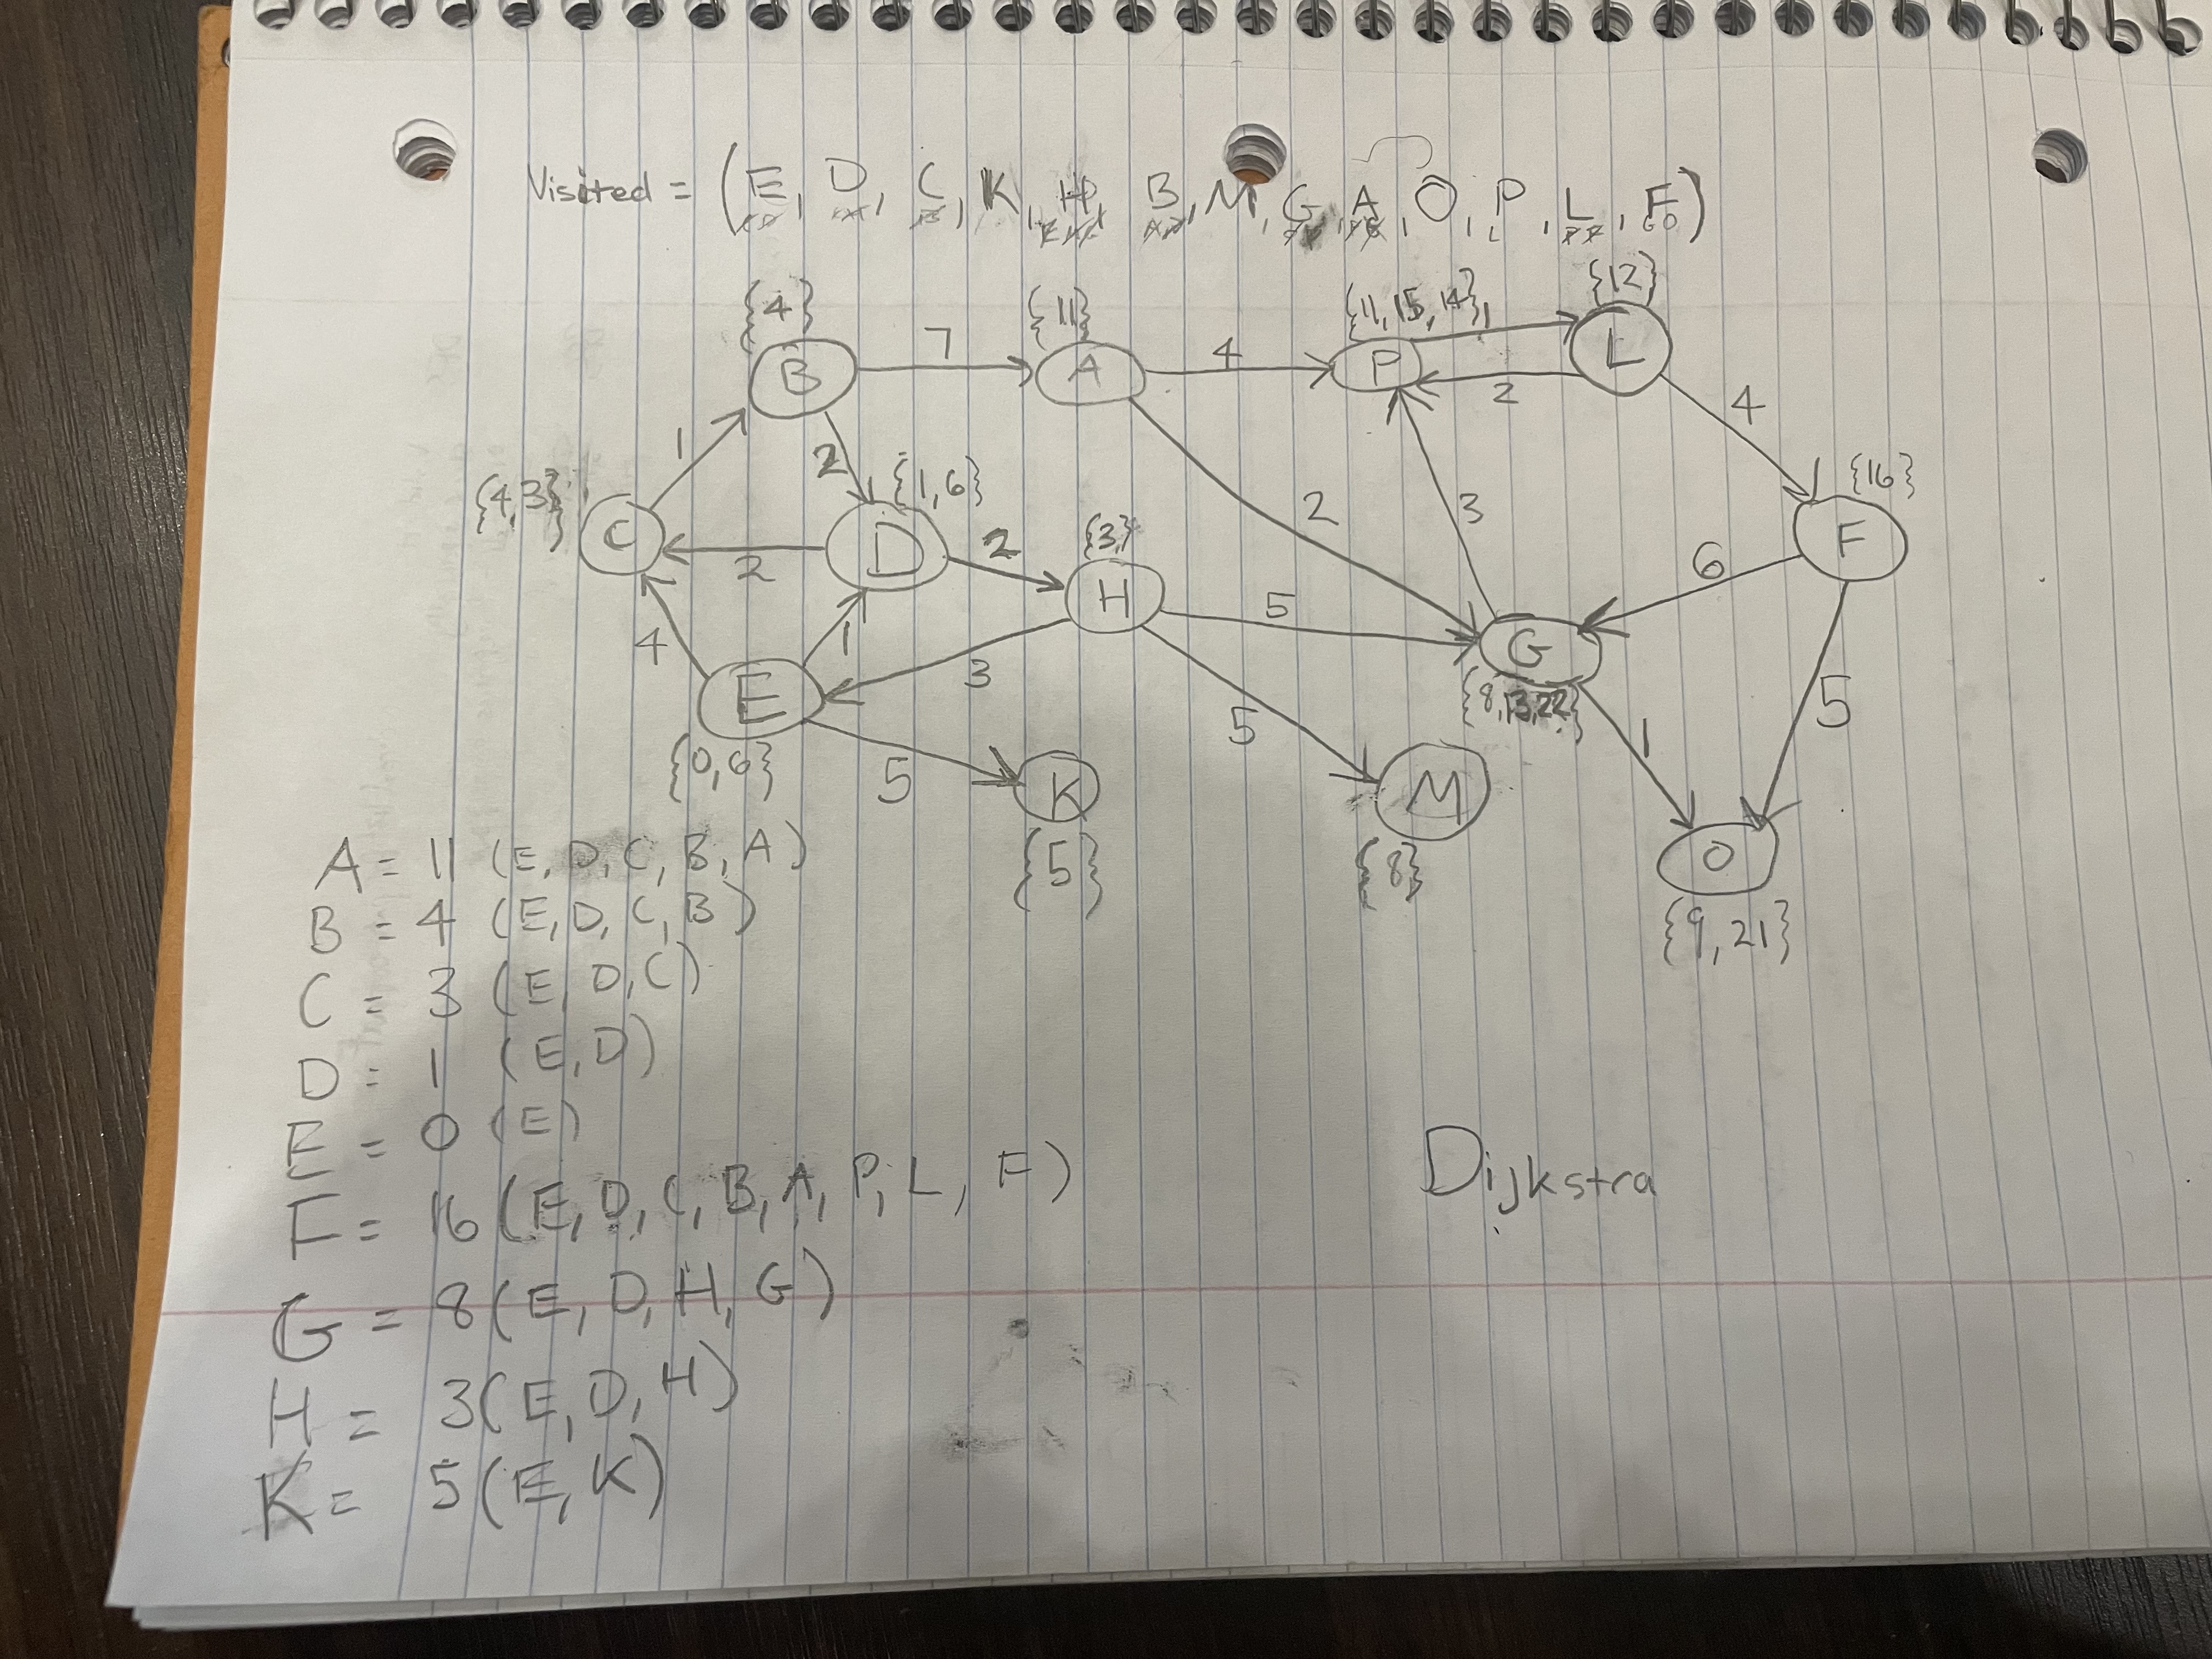 Visited = (E, D, C, K, H, B, M, G, A, O, P, L, F)
{4}
{11}
{11, 15, 14}
{12}
B
7
A
4
P
1
L
2
{4,3}
1
2
{1,6}
{3}
2
3
4
{16}
C
2
D
2
H
5
G
6
F
4
1
3
5
{8,13,22}
1
5
E
{0,6}
5
K
{5}
M
{8}
O
{9, 21}
A = 11 (E, D, C, B, A)
B = 4 (E, D, C, B)
C = 3 (E, D, C)
D = 1 (E, D)
E = 0 (E)
F = 16 (E, D, C, B, A, P, L, F)
G = 8 (E, D, H, G)
H = 3 (E, D, H)
K = 5 (E, K)
Dijkstra